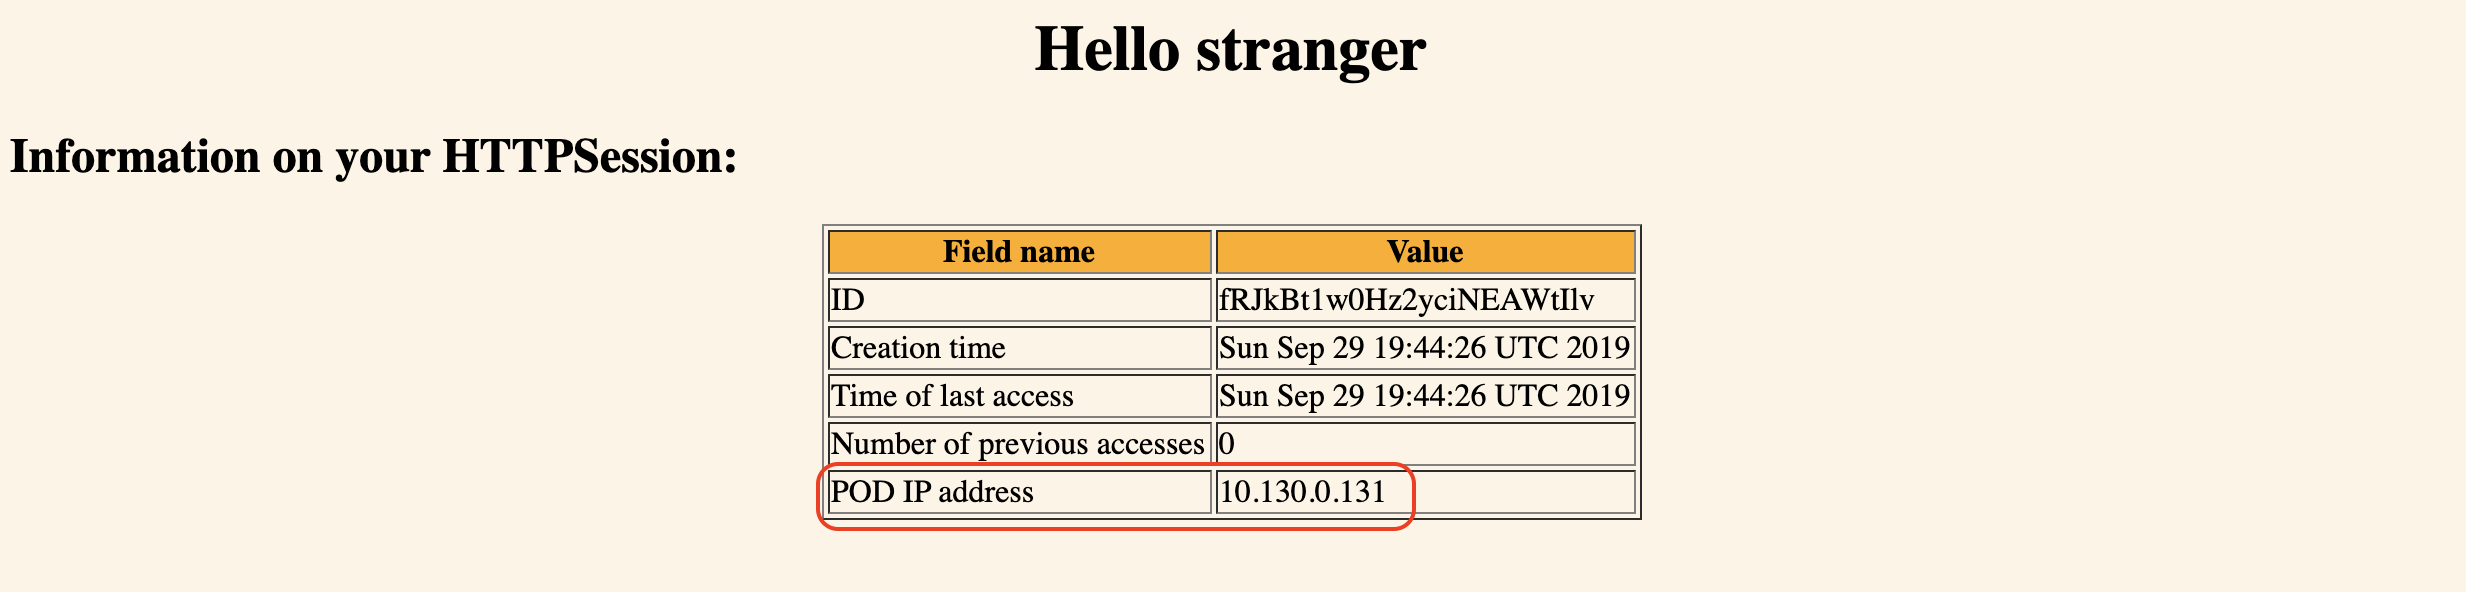 Hello stranger
Information on your HTTPSession:
Field name Value
ID fRJkBt1w0Hz2yciNEAWtIlv
Creation time Sun Sep 29 19:44:26 UTC 2019
Time of last access Sun Sep 29 19:44:26 UTC 2019
Number of previous accesses 0
POD IP address 10.130.0.131